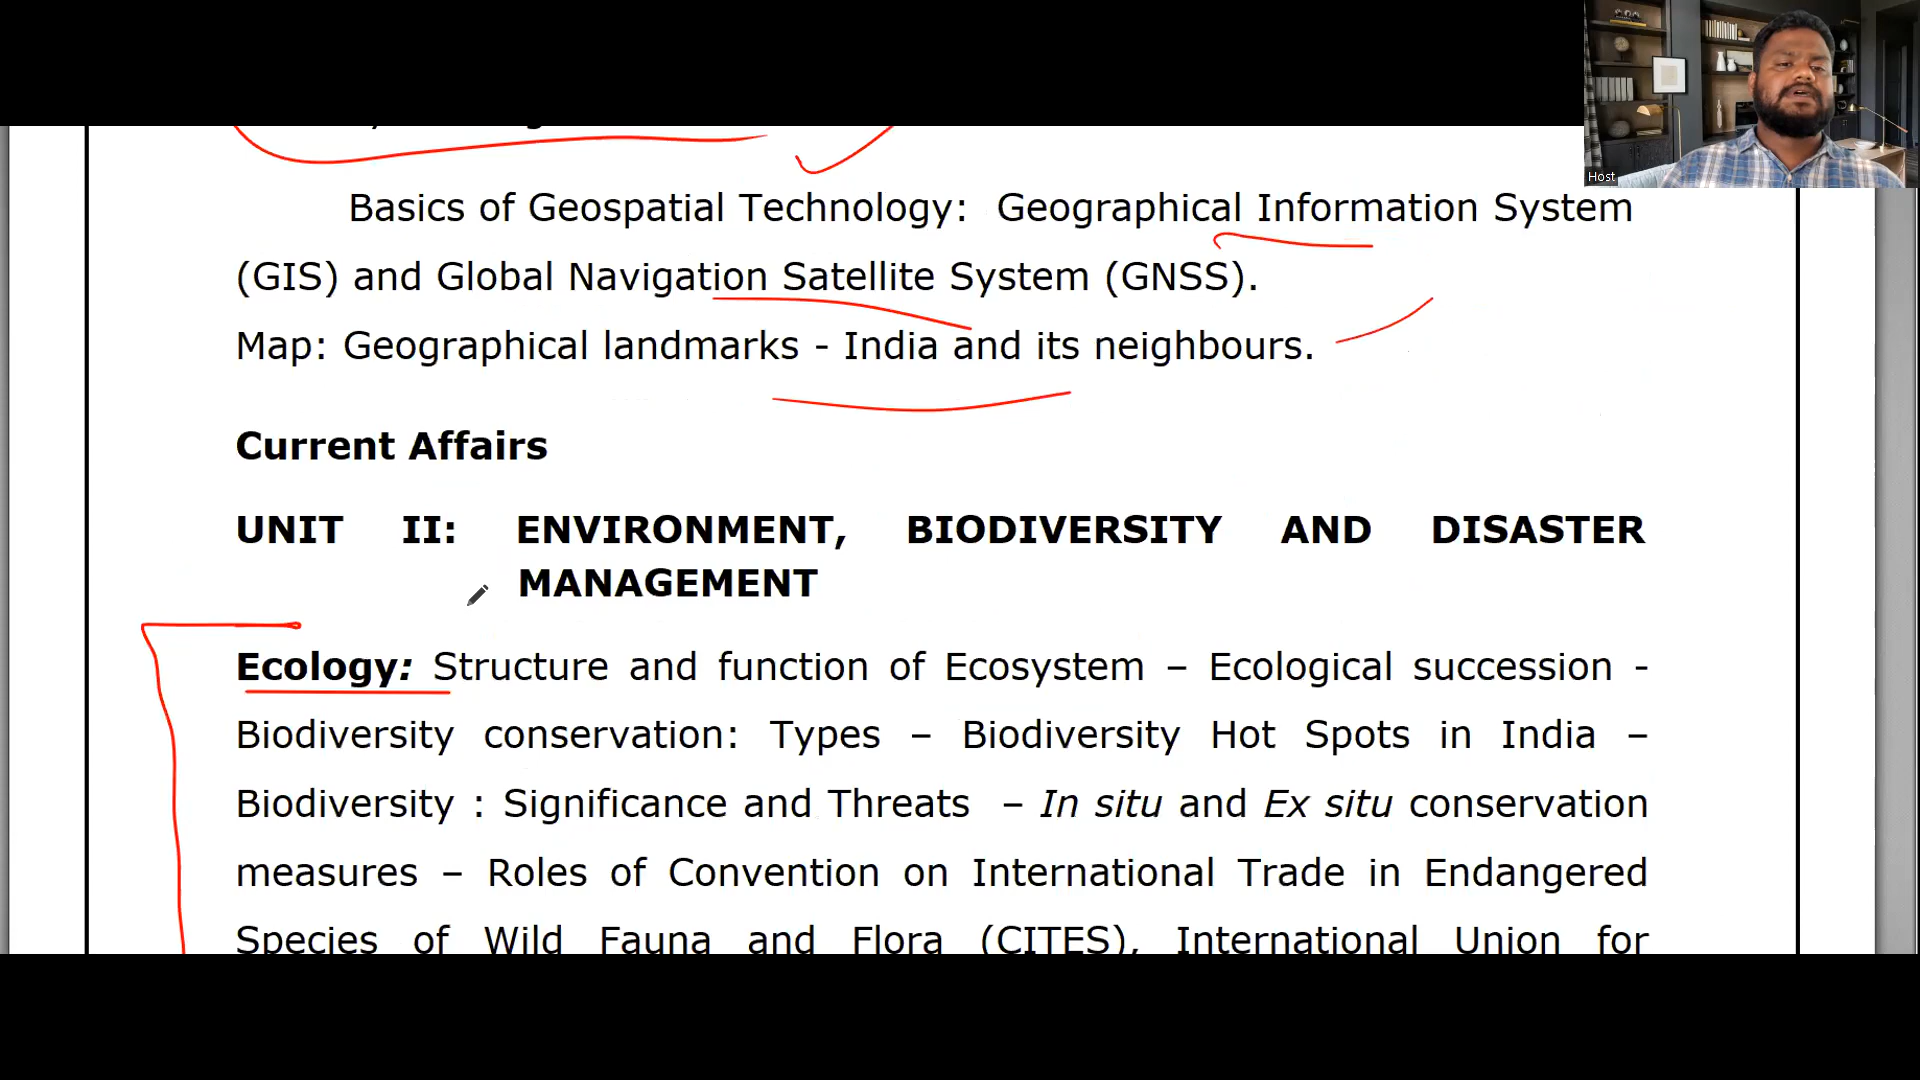 Host
Basics of Geospatial Technology: Geographical Information System
(GIS) and Global Navigation Satellite System (GNSS).
Map: Geographical landmarks - India and its neighbours.
Current Affairs
UNIT II: ENVIRONMENT, BIODIVERSITY AND DISASTER
MANAGEMENT
Ecology: Structure and function of Ecosystem – Ecological succession -
Biodiversity conservation: Types – Biodiversity Hot Spots in India –
Biodiversity : Significance and Threats – In situ and Ex situ conservation
measures – Roles of Convention on International Trade in Endangered
Species of Wild Fauna and Flora (CITES), International Union for